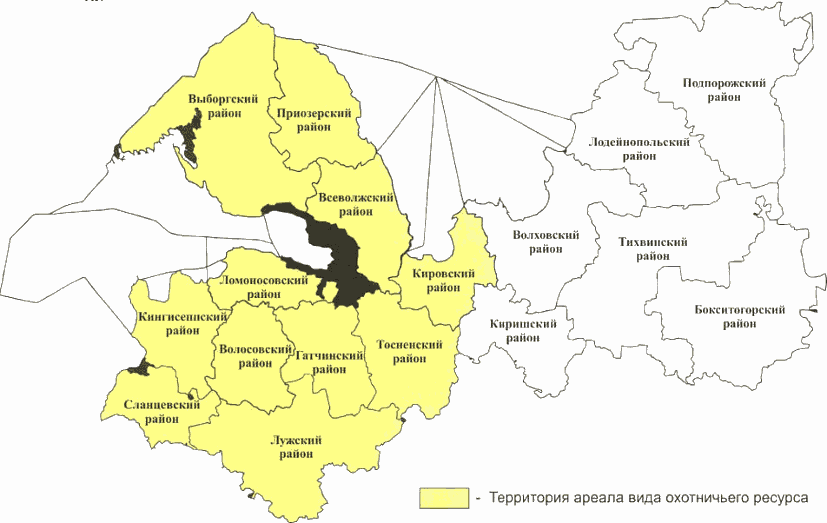 Подпорожский
район
Выборгский
район
Приозерский
район
Лодейнопольский
район
Всеволжский
район
Волховский
район
Тихвинский
район
Кировский
район
Ломоносовский
район
Бокситогорский
район
Кингисеппский
район
Киришский
район
Волосовский
район
Гатчинский
район
Тосненский
район
Сланцевский
район
Лужский
район
- Территория ареала вида охотничьего ресурса